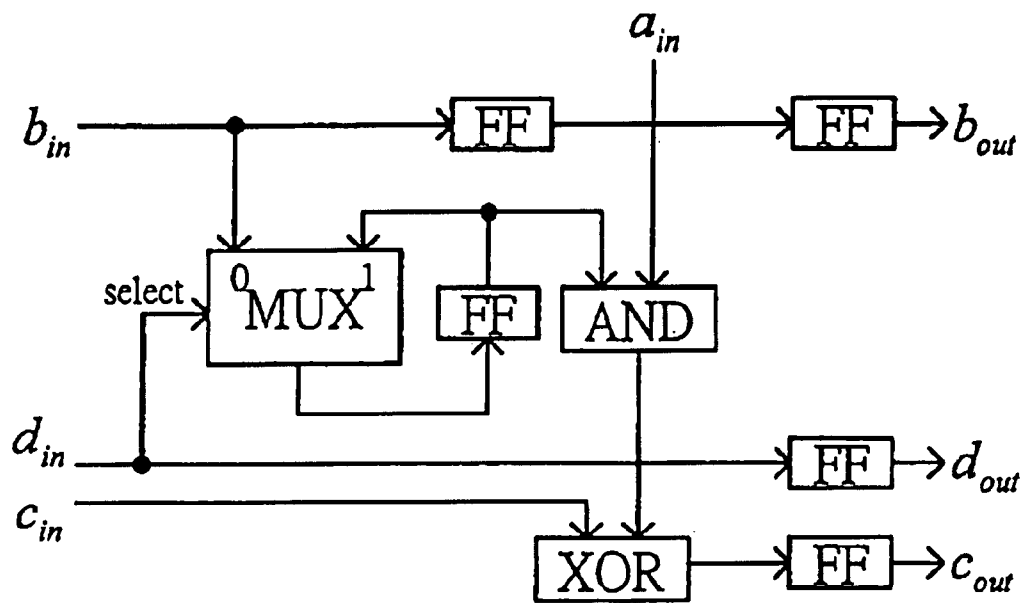 a_in
b_in FF FF b_out
0 1
select MUX FF AND
d_in FF d_out
c_in
XOR FF c_out